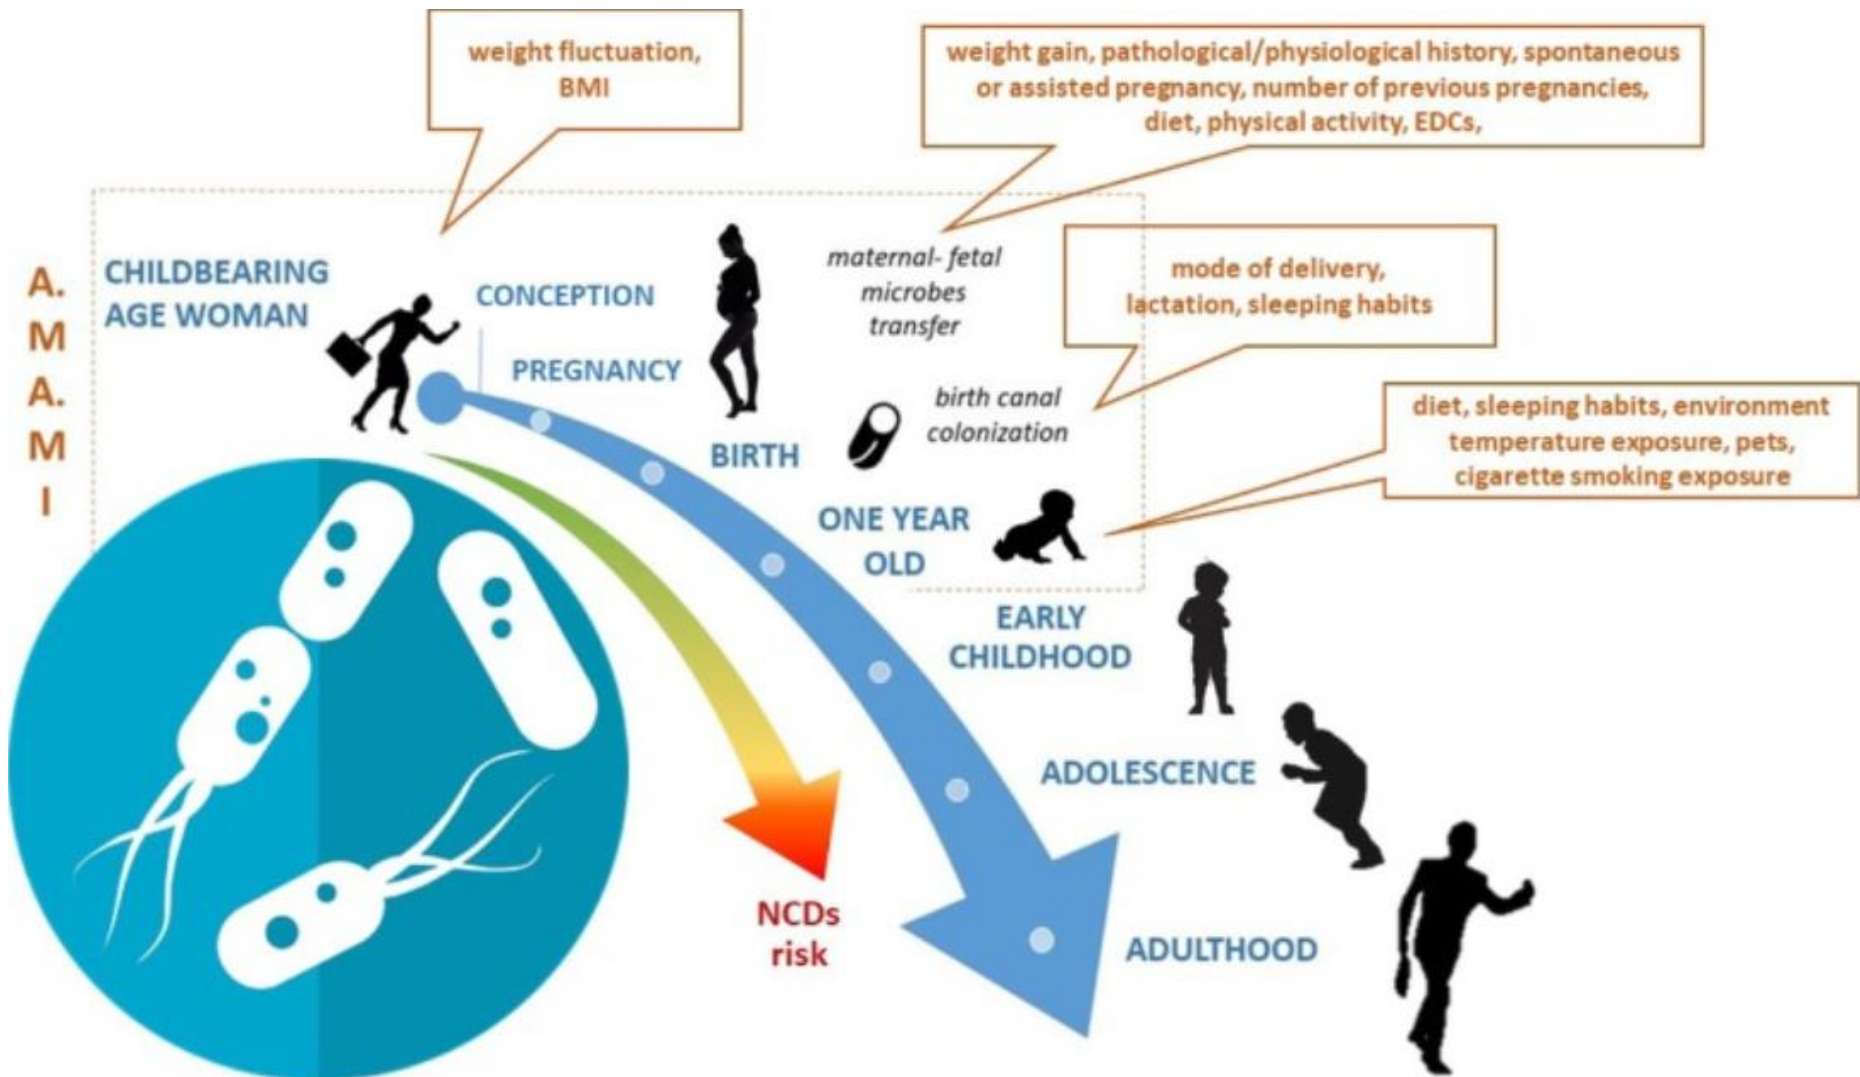 weight fluctuation,
BMI
weight gain, pathological/physiological history, spontaneous
or assisted pregnancy, number of previous pregnancies,
diet, physical activity, EDCs,
A.
M
A.
M
I
CHILDBEARING
AGE WOMAN
CONCEPTION
PREGNANCY
maternal- fetal
microbes
transfer
mode of delivery,
lactation, sleeping habits
BIRTH
birth canal
colonization
diet, sleeping habits, environment
temperature exposure, pets,
cigarette smoking exposure
ONE YEAR
OLD
EARLY
CHILDHOOD
ADOLESCENCE
NCDs
risk
ADULTHOOD